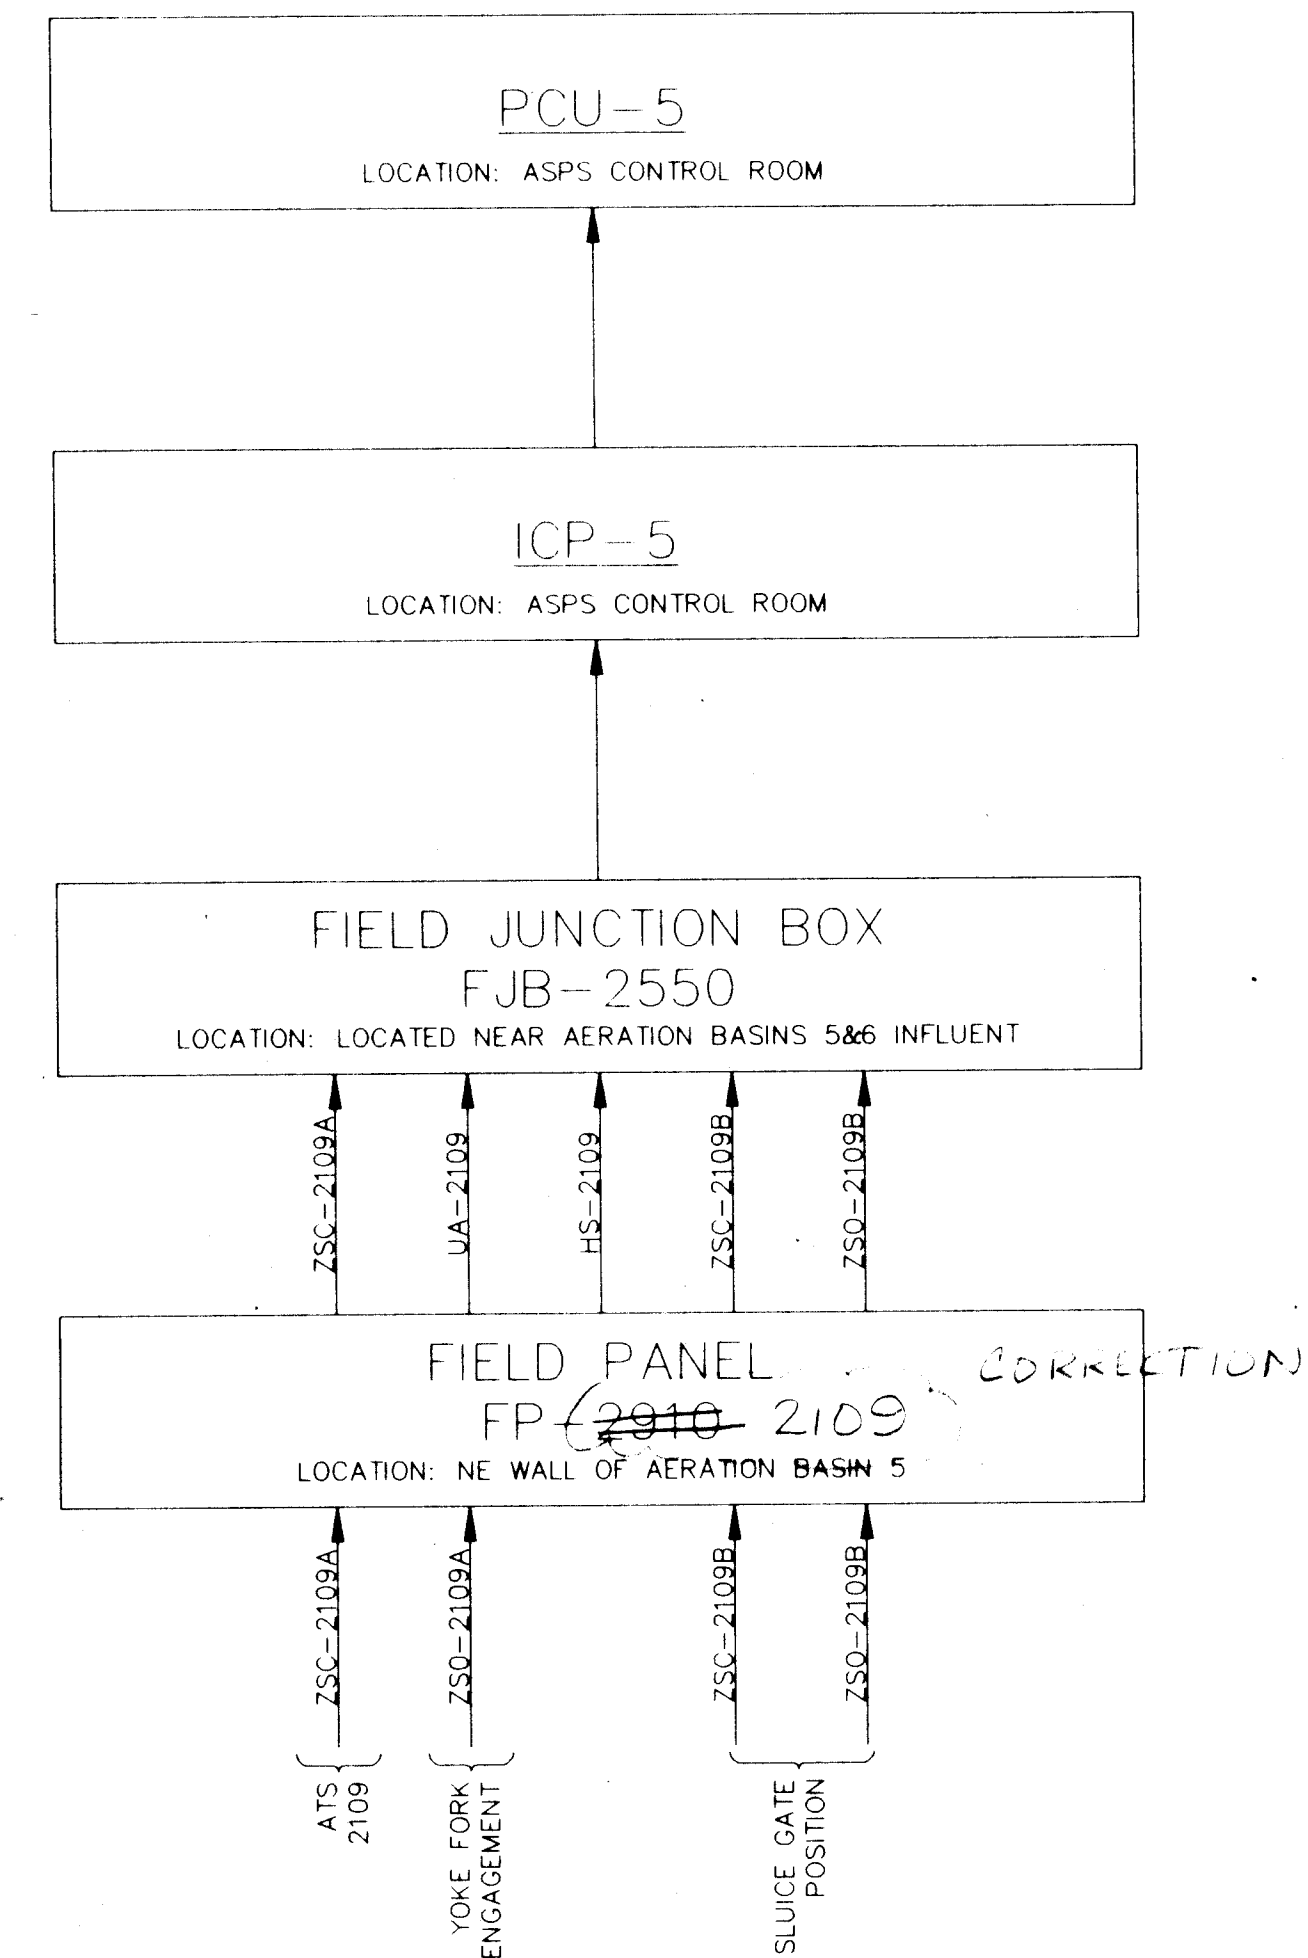 PCU-5
LOCATION: ASPS CONTROL ROOM
ICP-5
LOCATION: ASPS CONTROL ROOM
FIELD JUNCTION BOX
FJB-2550
LOCATION: LOCATED NEAR AERATION BASINS 5&6 INFLUENT
ZSC-2109A
UA-2109
HS-2109
ZSC-2109B
ZSO-2109B
FIELD PANEL
CORRECTION
FP-2910 2109
LOCATION: NE WALL OF AERATION BASIN 5
ZSC-2109A
ZSO-2109A
ZSC-2109B
ZSO-2109B
ATS
2109
YOKE FORK
ENGAGEMENT
SLUICE GATE
POSITION